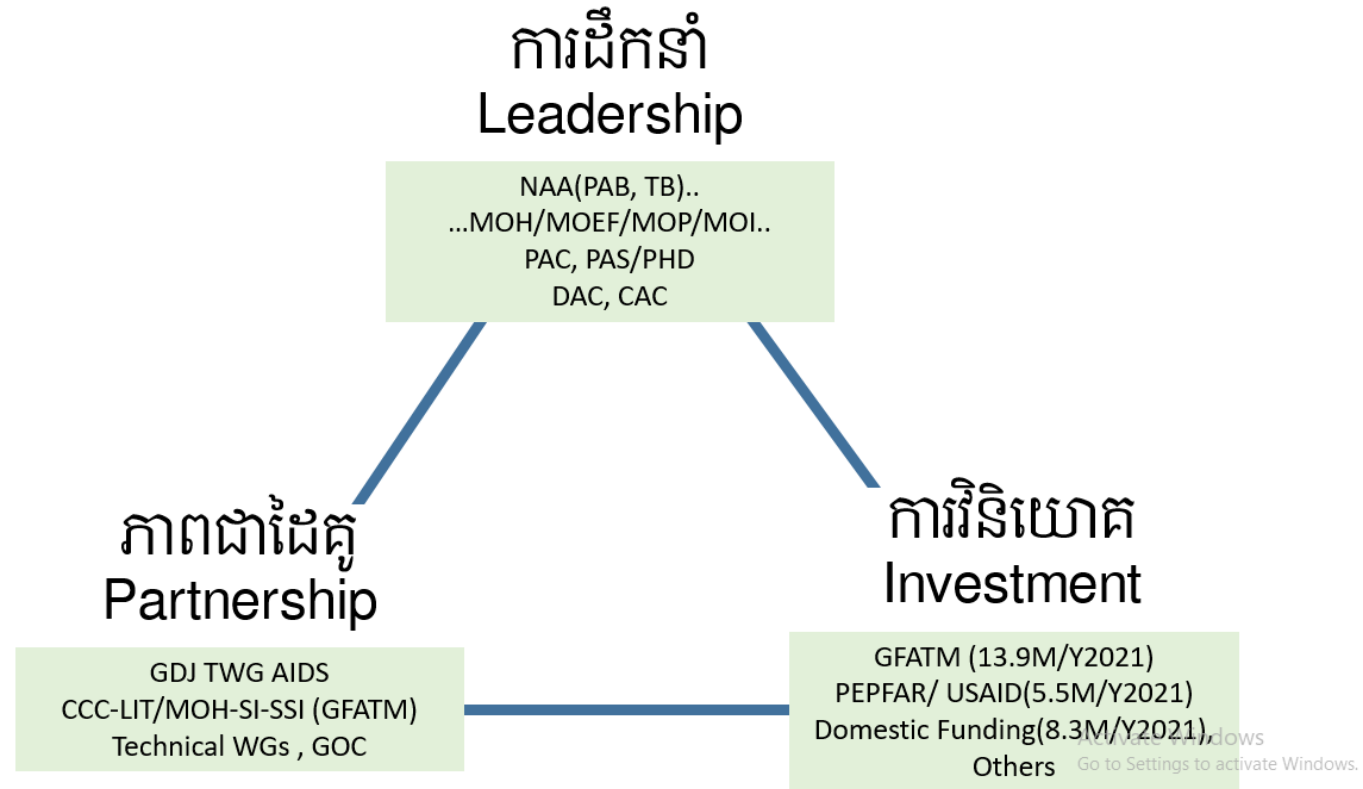 ការដឹកនាំ
Leadership
NAA(PAB, TB)..
...MOH/MOEF/MOP/MOI..
PAC, PAS/PHD
DAC, CAC
ភាពជាដៃគូ
Partnership
GDJ TWG AIDS
CCC-LIT/MOH-SI-SSI (GFATM)
Technical WGs , GOC
ការវិនិយោគ
Investment
GFATM (13.9M/Y2021)
PEPFAR/ USAID(5.5M/Y2021)
Domestic Funding(8.3M/Y2021),
Others
Activate Windows
Go to Settings to activate Windows.